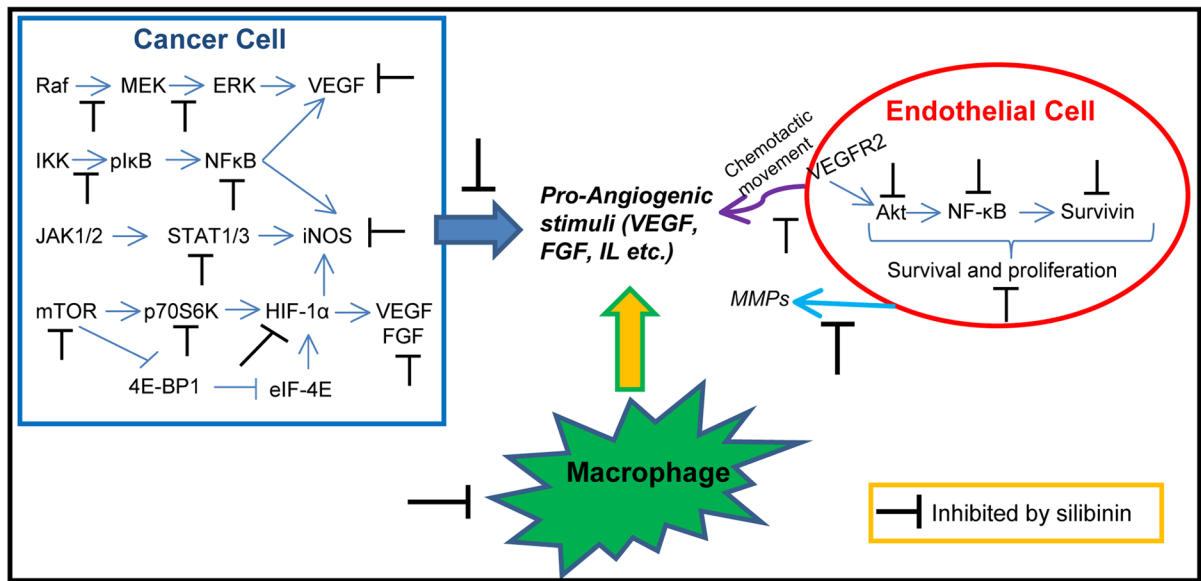 Cancer Cell
Raf MEK ERK VEGF
IKK pIκB NFκB
JAK1/2 STAT1/3 iNOS
mTOR p70S6K HIF-1α VEGF
FGF
4E-BP1 eIF-4E
Pro-Angiogenic
stimuli (VEGF,
FGF, IL etc.)
Chemotactic
movement
Endothelial Cell
VEGFR2
Akt NF-κB Survivin
Survival and proliferation
MMPs
Macrophage
Inhibited by silibinin